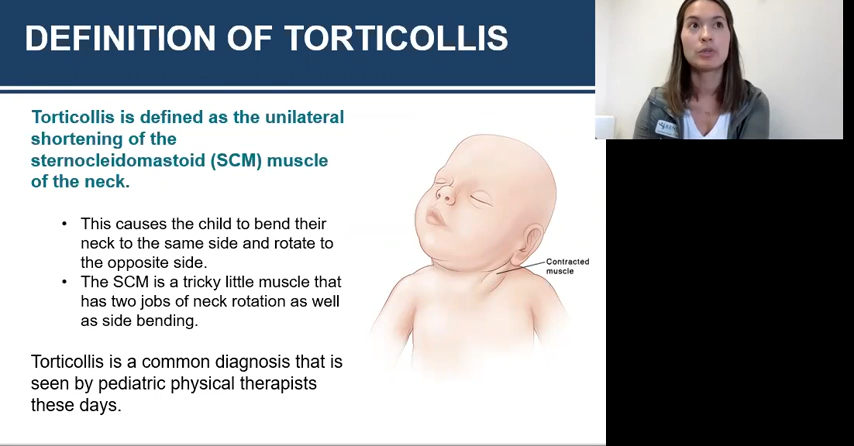 DEFINITION OF TORTICOLLIS
Torticollis is defined as the unilateral
shortening of the
sternocleidomastoid (SCM) muscle
of the neck.
• This causes the child to bend their
neck to the same side and rotate to
the opposite side.
• The SCM is a tricky little muscle that
has two jobs of neck rotation as well
as side bending.
Contracted
muscle
Torticollis is a common diagnosis that is
seen by pediatric physical therapists
these days.